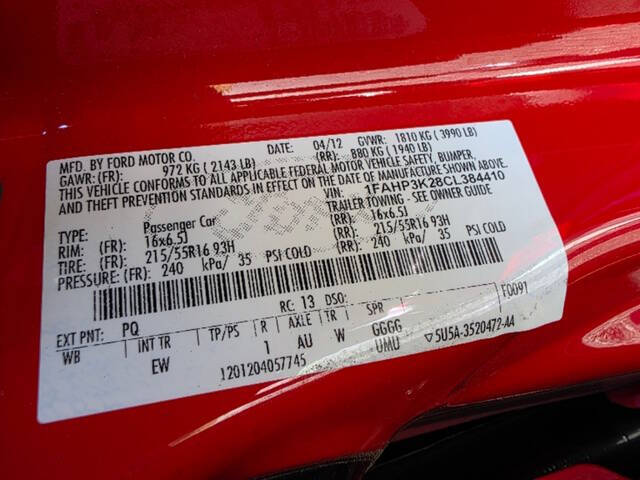 MFD. BY FORD MOTOR CO. DATE: 04/12 GVWR: 1810 KG (3990 LB)
GAWR: (FR): 972 KG (2143 LB) (RR): 880 KG (1940 LB)
THIS VEHICLE CONFORMS TO ALL APPLICABLE FEDERAL MOTOR VEHICLE SAFETY, BUMPER,
AND THEFT PREVENTION STANDARDS IN EFFECT ON THE DATE OF MANUFACTURE SHOWN ABOVE.
VIN: 1FAHP3K28CL384410
TYPE: Passenger Car TRAILER TOWING - SEE OWNER GUIDE
RIM: (FR): 16x6.5J (RR): 16x6.5J
TIRE: (FR): 215/55R16 93H (RR): 215/55R16 93H
PRESSURE: (FR): 240 kPa/ 35 PSI COLD (RR): 240 kPa/ 35 PSI COLD
RC: 13 DSO: F0091
EXT PNT: PQ
WB INT TR TP/PS R AXLE TR SPR
EW 1 AU W GGGG
UMU
1201204057745 ▽5U5A-3520472-AA